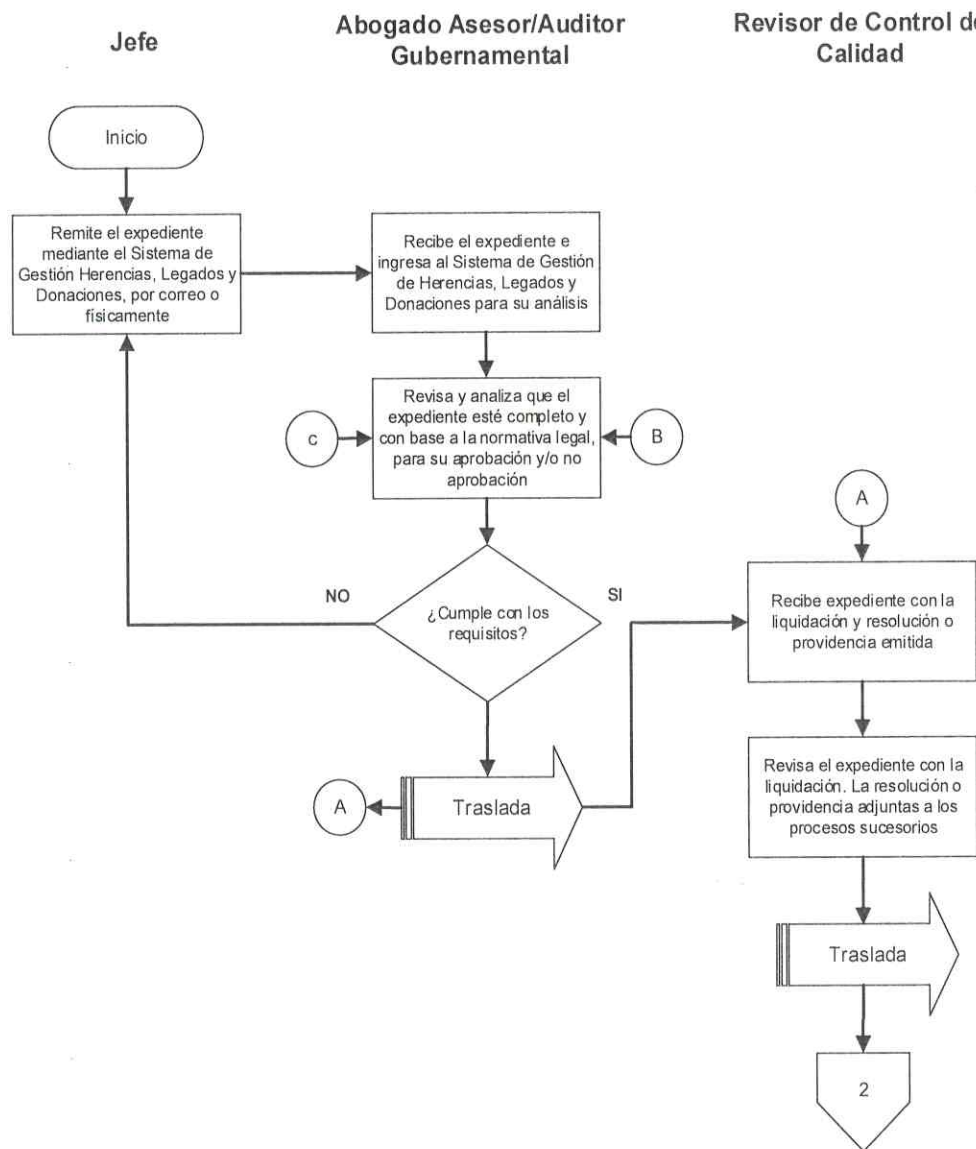 Jefe
Abogado Asesor/Auditor
Gubernamental
Revisor de Control de
Calidad
Inicio
Remite el expediente
mediante el Sistema de
Gestión Herencias, Legados y
Donaciones, por correo o
físicamente
Recibe el expediente e
ingresa al Sistema de Gestión
de Herencias, Legados y
Donaciones para su análisis
Revisa y analiza que el
expediente esté completo y
con base a la normativa legal,
para su aprobación y/o no
aprobación
c
B
A
NO
¿Cumple con los
requisitos?
SI
Recibe expediente con la
liquidación y resolución o
providencia emitida
A
Traslada
Revisa el expediente con la
liquidación. La resolución o
providencia adjuntas a los
procesos sucesorios
Traslada
2